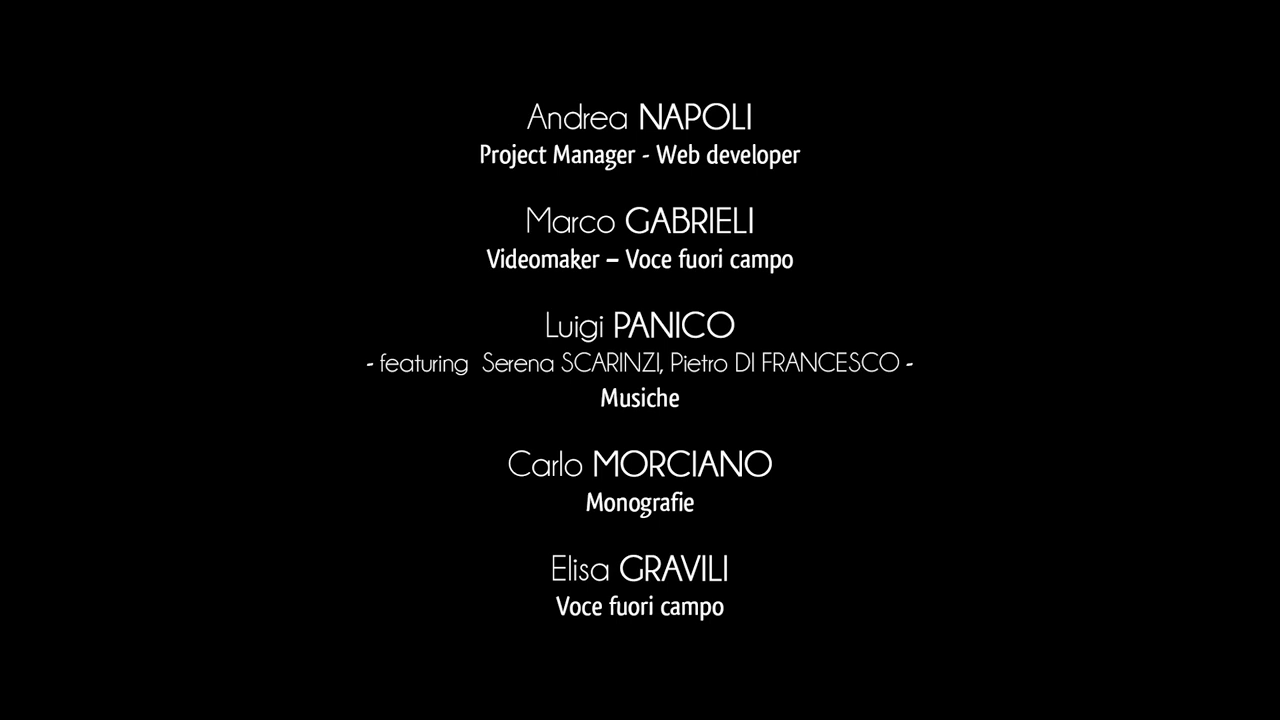 Andrea NAPOLI
Project Manager - Web developer
Marco GABRIELI
Videomaker – Voce fuori campo
Luigi PANICO
- featuring  Serena SCARINZI, Pietro DI FRANCESCO -
Musiche
Carlo MORCIANO
Monografie
Elisa GRAVILI
Voce fuori campo